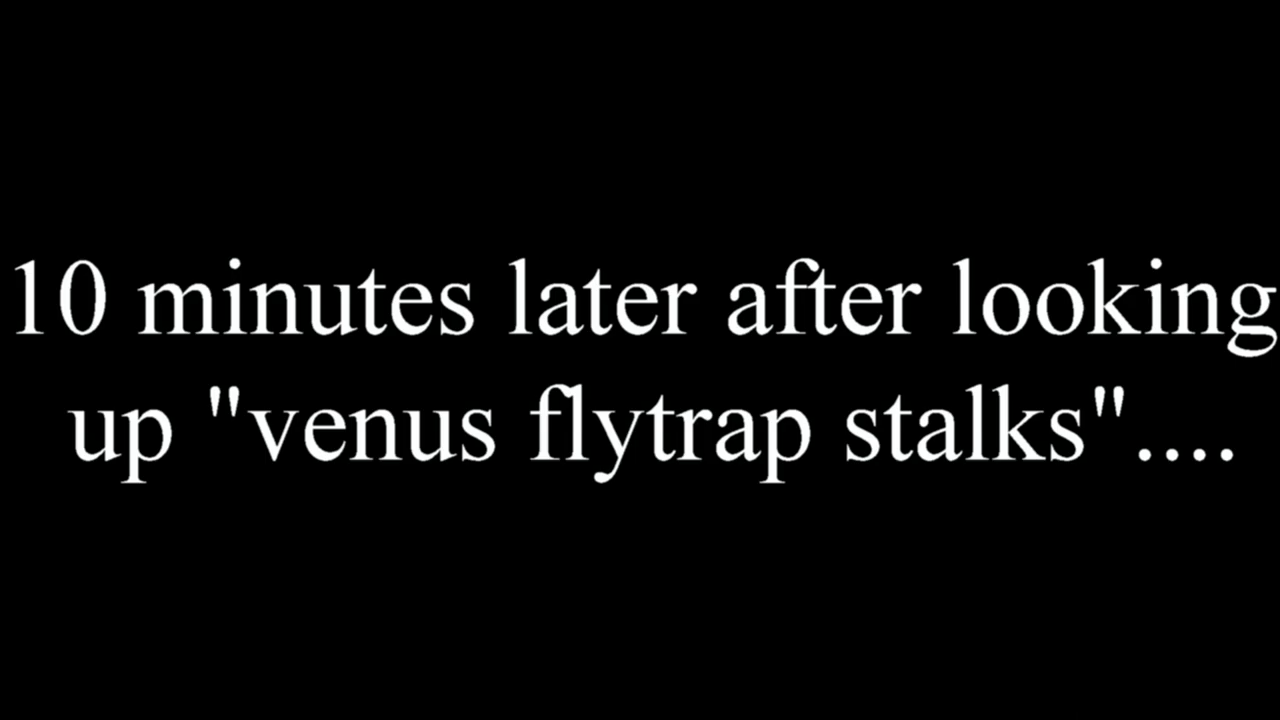 10 minutes later after looking
up "venus flytrap stalks"....